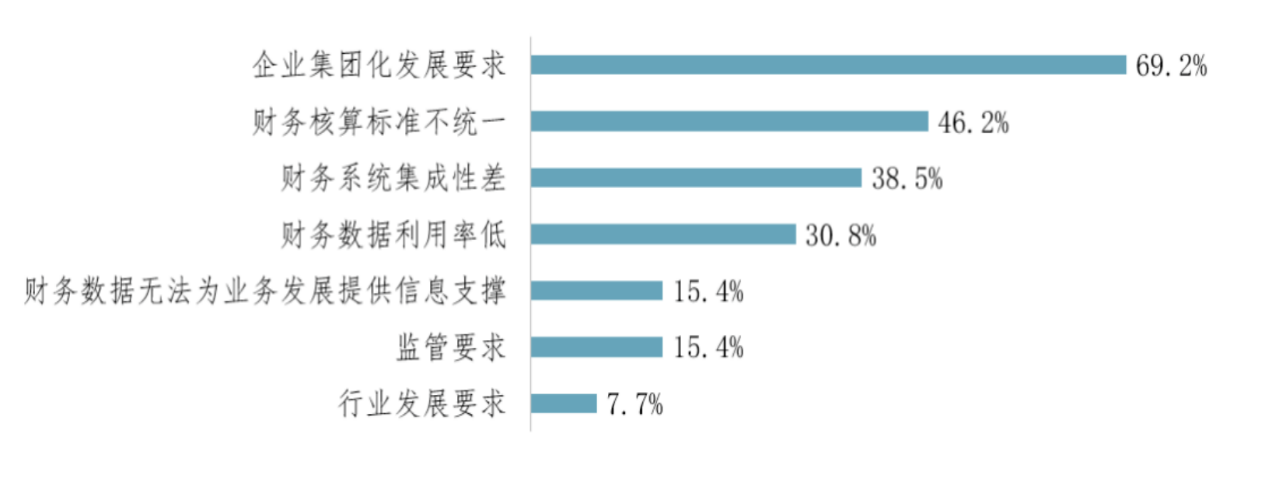 企业集团化发展要求 69.2%
财务核算标准不统一 46.2%
财务系统集成性差 38.5%
财务数据利用率低 30.8%
财务数据无法为业务发展提供信息支撑 15.4%
监管要求 15.4%
行业发展要求 7.7%